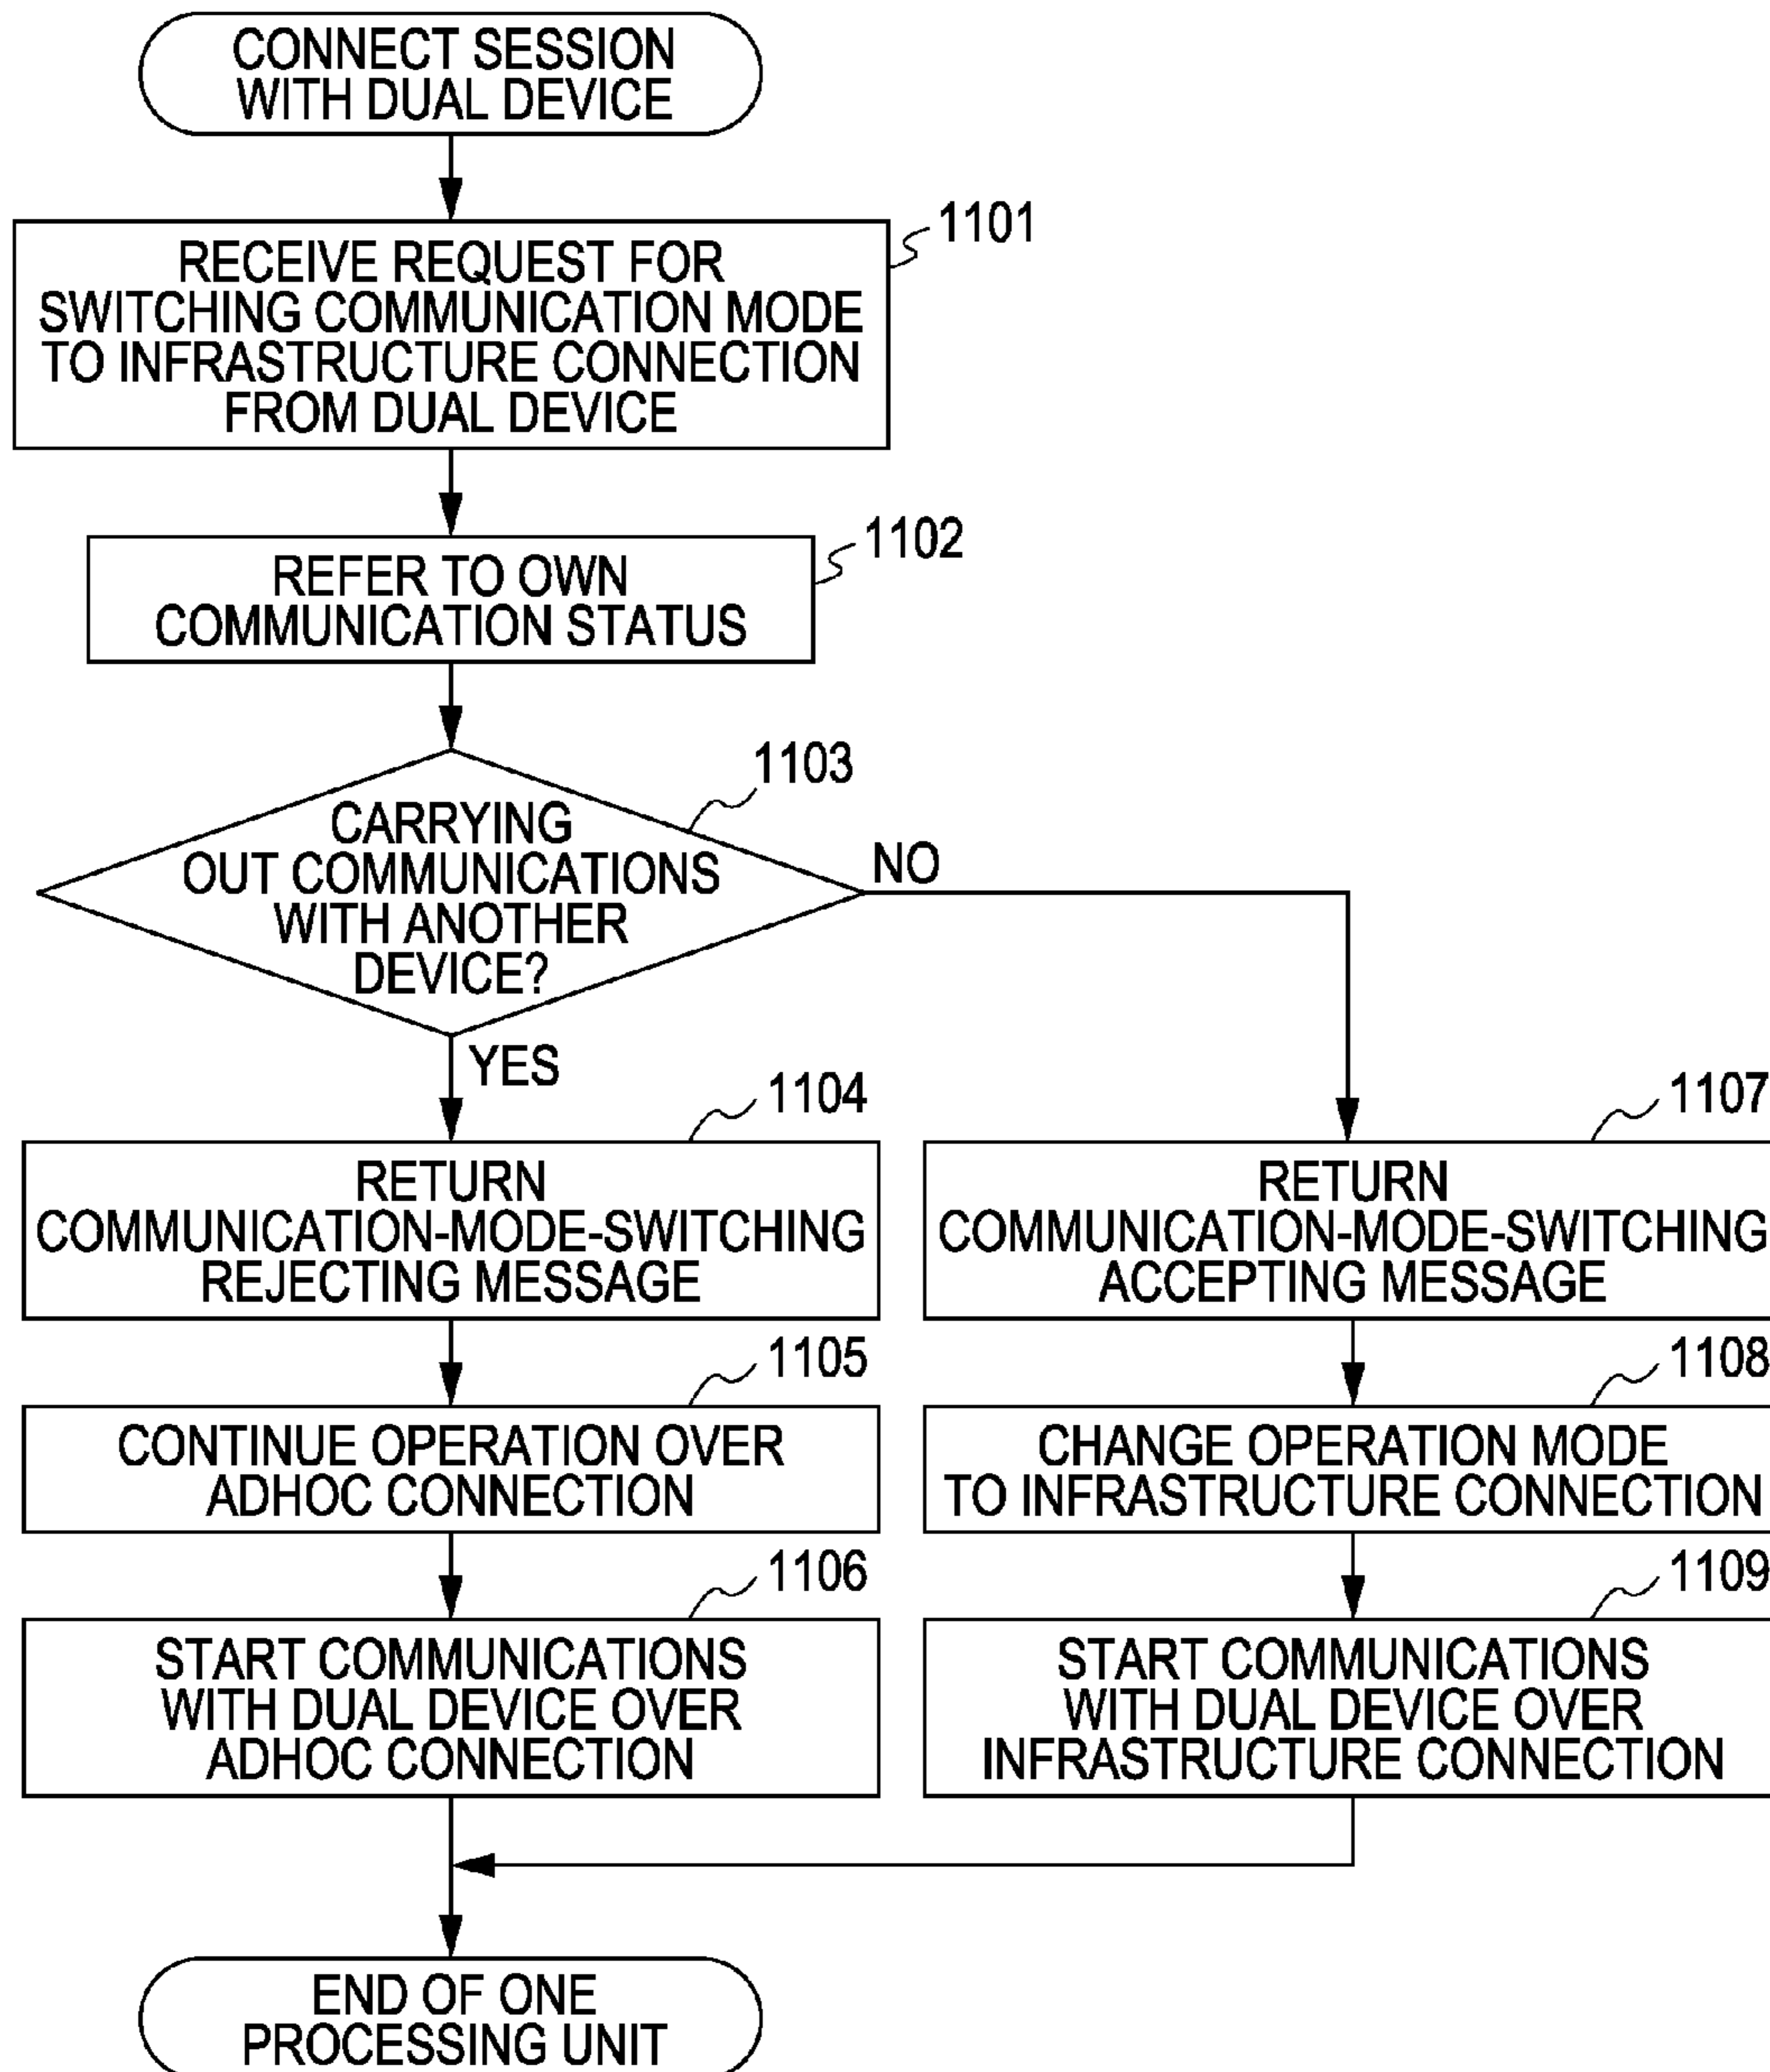 CONNECT SESSION
WITH DUAL DEVICE
1101
RECEIVE REQUEST FOR
SWITCHING COMMUNICATION MODE
TO INFRASTRUCTURE CONNECTION
FROM DUAL DEVICE
1102
REFER TO OWN
COMMUNICATION STATUS
1103
CARRYING
OUT COMMUNICATIONS
WITH ANOTHER
DEVICE?
NO
YES
1104
RETURN
COMMUNICATION-MODE-SWITCHING
REJECTING MESSAGE
1105
CONTINUE OPERATION OVER
ADHOC CONNECTION
1106
START COMMUNICATIONS
WITH DUAL DEVICE OVER
ADHOC CONNECTION
1107
RETURN
COMMUNICATION-MODE-SWITCHING
ACCEPTING MESSAGE
1108
CHANGE OPERATION MODE
TO INFRASTRUCTURE CONNECTION
1109
START COMMUNICATIONS
WITH DUAL DEVICE OVER
INFRASTRUCTURE CONNECTION
END OF ONE
PROCESSING UNIT